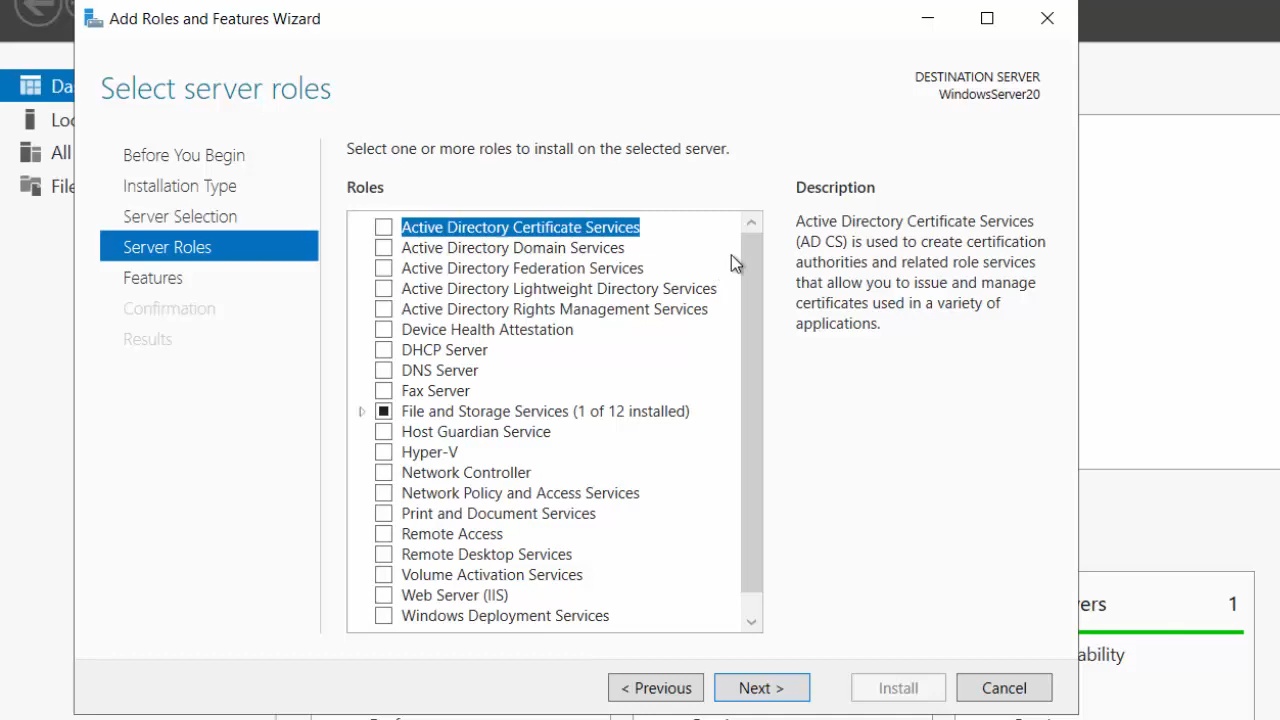 Add Roles and Features Wizard
Select server roles
DESTINATION SERVER
WindowsServer20
Da
Loc
All
File
Before You Begin
Installation Type
Server Selection
Server Roles
Features
Confirmation
Results
Select one or more roles to install on the selected server.
Roles
Active Directory Certificate Services
Active Directory Domain Services
Active Directory Federation Services
Active Directory Lightweight Directory Services
Active Directory Rights Management Services
Device Health Attestation
DHCP Server
DNS Server
Fax Server
File and Storage Services (1 of 12 installed)
Host Guardian Service
Hyper-V
Network Controller
Network Policy and Access Services
Print and Document Services
Remote Access
Remote Desktop Services
Volume Activation Services
Web Server (IIS)
Windows Deployment Services
Description
Active Directory Certificate Services
(AD CS) is used to create certification
authorities and related role services
that allow you to issue and manage
certificates used in a variety of
applications.
vers 1
ability
< Previous
Next >
Install
Cancel